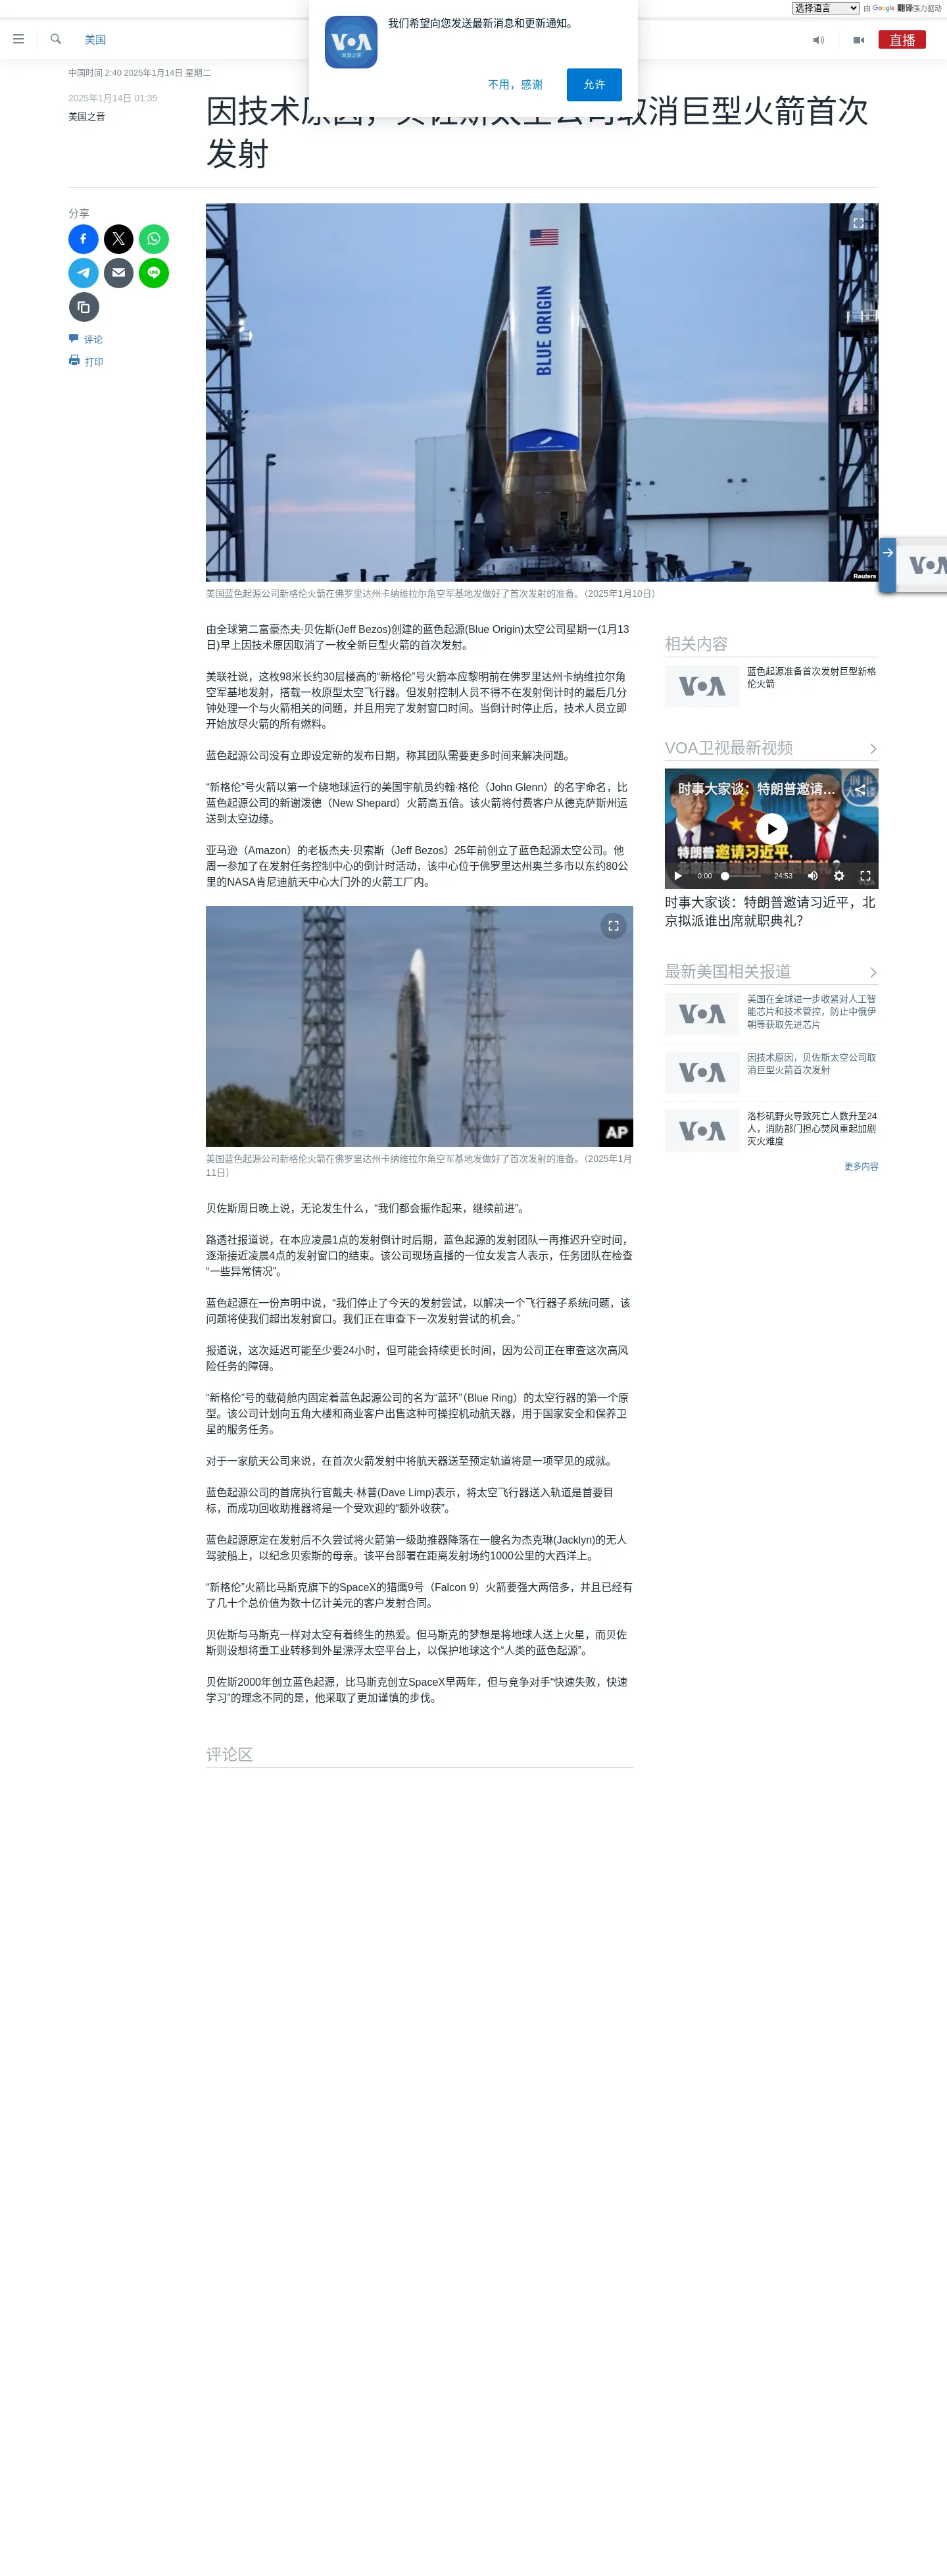 选择语言 由 Google 翻译强力驱动
我们希望向您发送最新消息和更新通知。
VOA
美国之音
不用，感谢
允许
美国
直播
中国时间 2:40 2025年1月14日 星期二
2025年1月14日 01:35
美国之音
因技术原因，贝佐斯太空公司取消巨型火箭首次
发射
分享
评论
打印
BLUE ORIGIN
Reuters
美国蓝色起源公司新格伦火箭在佛罗里达州卡纳维拉尔角空军基地发做好了首次发射的准备。（2025年1月10日）
由全球第二富豪杰夫·贝佐斯(Jeff Bezos)创建的蓝色起源(Blue Origin)太空公司星期一(1月13
日)早上因技术原因取消了一枚全新巨型火箭的首次发射。
美联社说，这枚98米长约30层楼高的“新格伦”号火箭本应黎明前在佛罗里达州卡纳维拉尔角
空军基地发射，搭载一枚原型太空飞行器。但发射控制人员不得不在发射倒计时的最后几分
钟处理一个与火箭相关的问题，并且用完了发射窗口时间。当倒计时停止后，技术人员立即
开始放尽火箭的所有燃料。
蓝色起源公司没有立即设定新的发布日期，称其团队需要更多时间来解决问题。
“新格伦”号火箭以第一个绕地球运行的美国宇航员约翰·格伦（John Glenn）的名字命名，比
蓝色起源公司的新谢泼德（New Shepard）火箭高五倍。该火箭将付费客户从德克萨斯州运
送到太空边缘。
亚马逊（Amazon）的老板杰夫·贝索斯（Jeff Bezos）25年前创立了蓝色起源太空公司。他
周一参加了在发射任务控制中心的倒计时活动，该中心位于佛罗里达州奥兰多市以东约80公
里的NASA肯尼迪航天中心大门外的火箭工厂内。
AP
美国蓝色起源公司新格伦火箭在佛罗里达州卡纳维拉尔角空军基地发做好了首次发射的准备。（2025年1月
11日）
贝佐斯周日晚上说，无论发生什么，“我们都会振作起来，继续前进”。
路透社报道说，在本应凌晨1点的发射倒计时后期，蓝色起源的发射团队一再推迟升空时间，
逐渐接近凌晨4点的发射窗口的结束。该公司现场直播的一位女发言人表示，任务团队在检查
“一些异常情况”。
蓝色起源在一份声明中说，“我们停止了今天的发射尝试，以解决一个飞行器子系统问题，该
问题将使我们超出发射窗口。我们正在审查下一次发射尝试的机会。”
报道说，这次延迟可能至少要24小时，但可能会持续更长时间，因为公司正在审查这次高风
险任务的障碍。
“新格伦”号的载荷舱内固定着蓝色起源公司的名为“蓝环”（Blue Ring）的太空行器的第一个原
型。该公司计划向五角大楼和商业客户出售这种可操控机动航天器，用于国家安全和保养卫
星的服务任务。
对于一家航天公司来说，在首次火箭发射中将航天器送至预定轨道将是一项罕见的成就。
蓝色起源公司的首席执行官戴夫·林普(Dave Limp)表示，将太空飞行器送入轨道是首要目
标，而成功回收助推器将是一个受欢迎的“额外收获”。
蓝色起源原定在发射后不久尝试将火箭第一级助推器降落在一艘名为杰克琳(Jacklyn)的无人
驾驶船上，以纪念贝索斯的母亲。该平台部署在距离发射场约1000公里的大西洋上。
“新格伦”火箭比马斯克旗下的SpaceX的猎鹰9号（Falcon 9）火箭要强大两倍多，并且已经有
了几十个总价值为数十亿计美元的客户发射合同。
贝佐斯与马斯克一样对太空有着终生的热爱。但马斯克的梦想是将地球人送上火星，而贝佐
斯则设想将重工业转移到外星漂浮太空平台上，以保护地球这个“人类的蓝色起源”。
贝佐斯2000年创立蓝色起源，比马斯克创立SpaceX早两年，但与竞争对手“快速失败，快速
学习”的理念不同的是，他采取了更加谨慎的步伐。
评论区
VOA
相关内容
VOA
蓝色起源准备首次发射巨型新格
伦火箭
VOA卫视最新视频
时事大家谈：特朗普邀请...
时事
大家谈
特朗普邀请习近平，
0:00
24:53
时事大家谈：特朗普邀请习近平，北
京拟派谁出席就职典礼？
最新美国相关报道
VOA
美国在全球进一步收紧对人工智
能芯片和技术管控，防止中俄伊
朝等获取先进芯片
VOA
因技术原因，贝佐斯太空公司取
消巨型火箭首次发射
VOA
洛杉矶野火导致死亡人数升至24
人，消防部门担心焚风重起加剧
灭火难度
更多内容